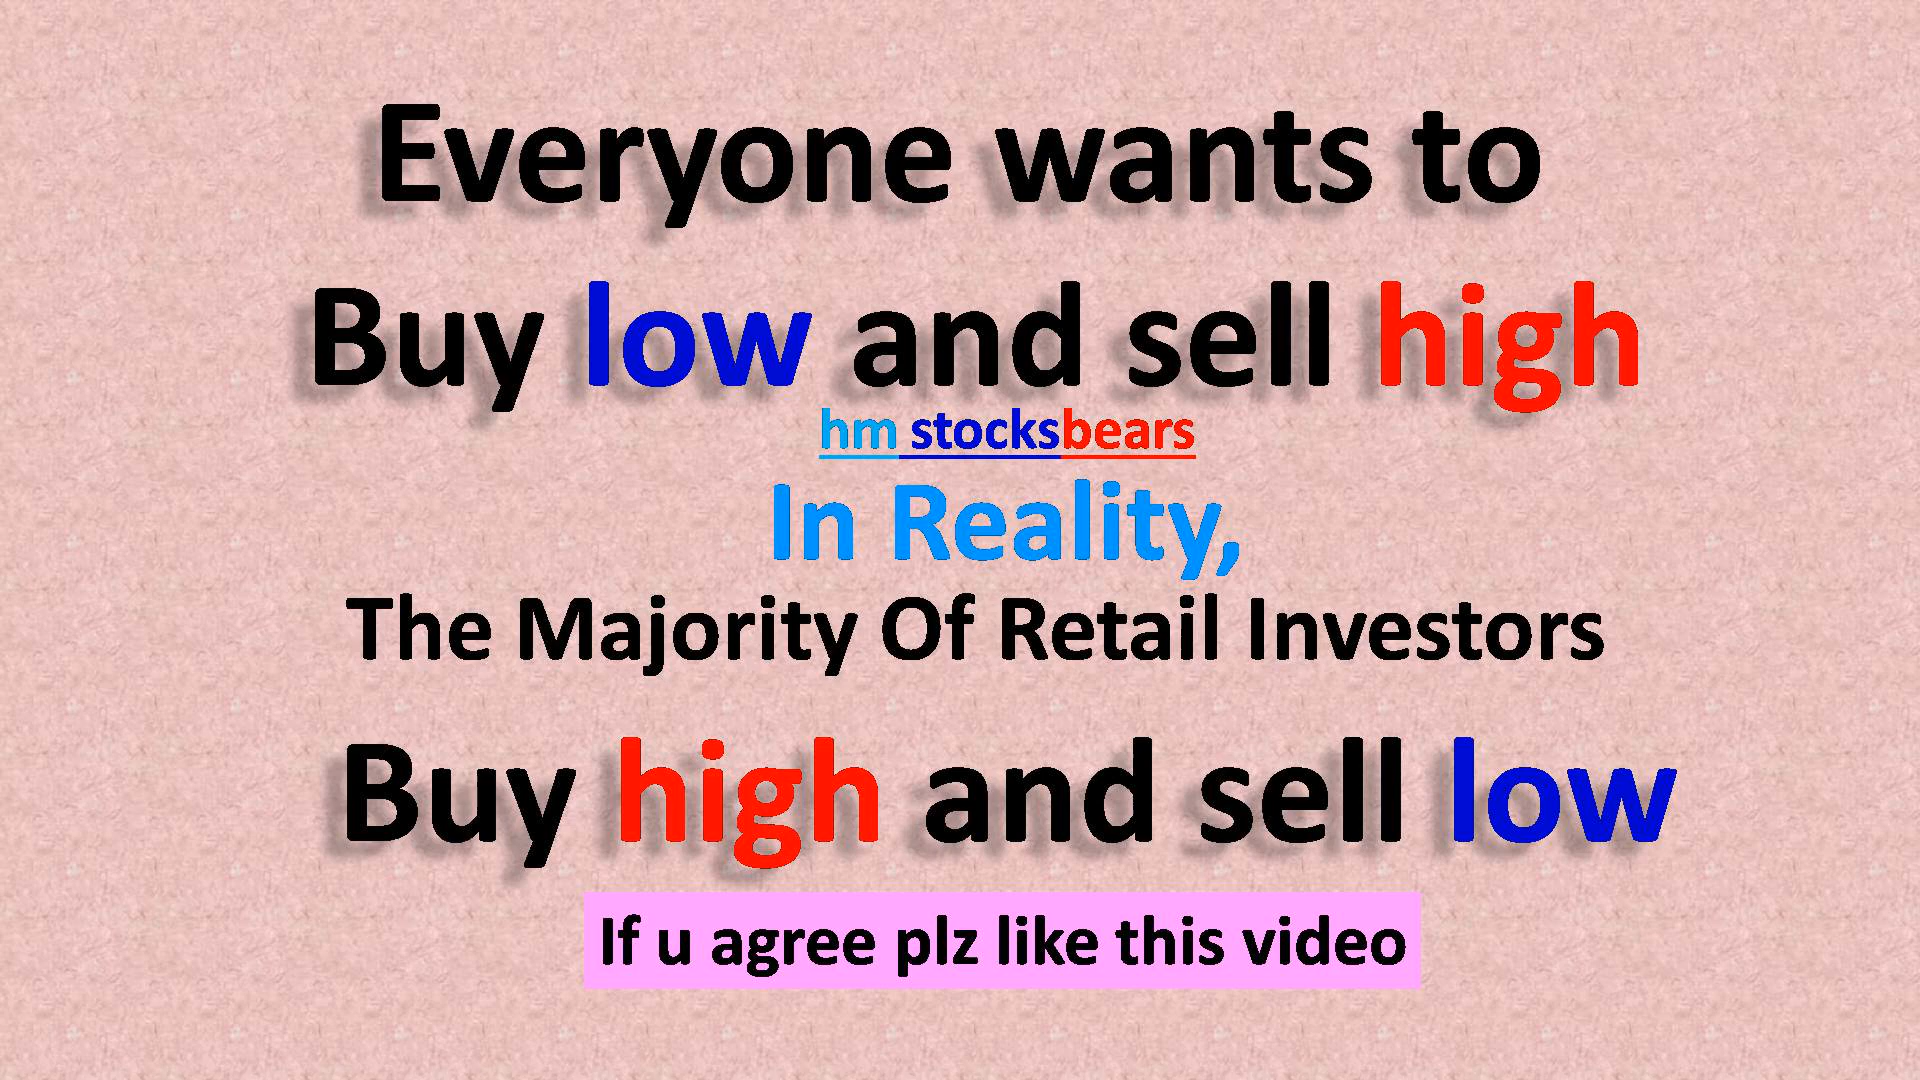 Everyone wants to
Buy low and sell high
hm stocksbears
In Reality,
The Majority Of Retail Investors
Buy high and sell low
If u agree plz like this video